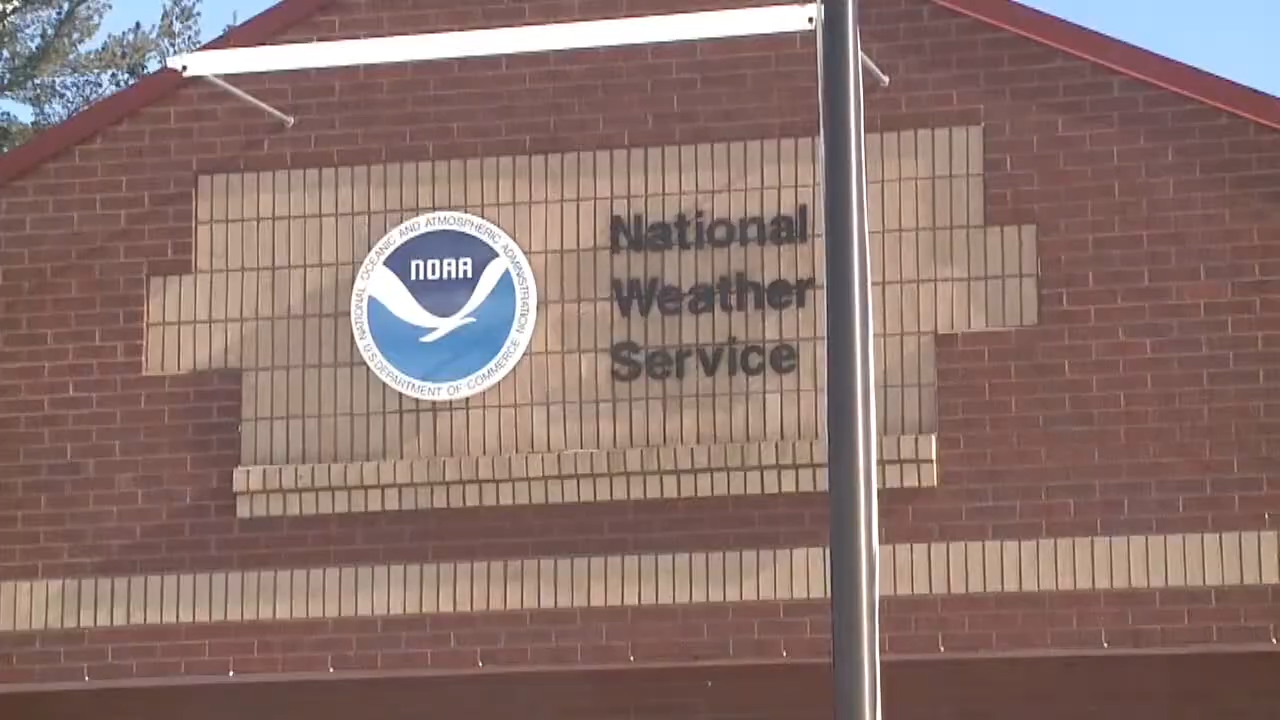 NATIONAL OCEANIC AND ATMOSPHERIC ADMINISTRATION
NOAA
U.S. DEPARTMENT OF COMMERCE
National
Weather
Service